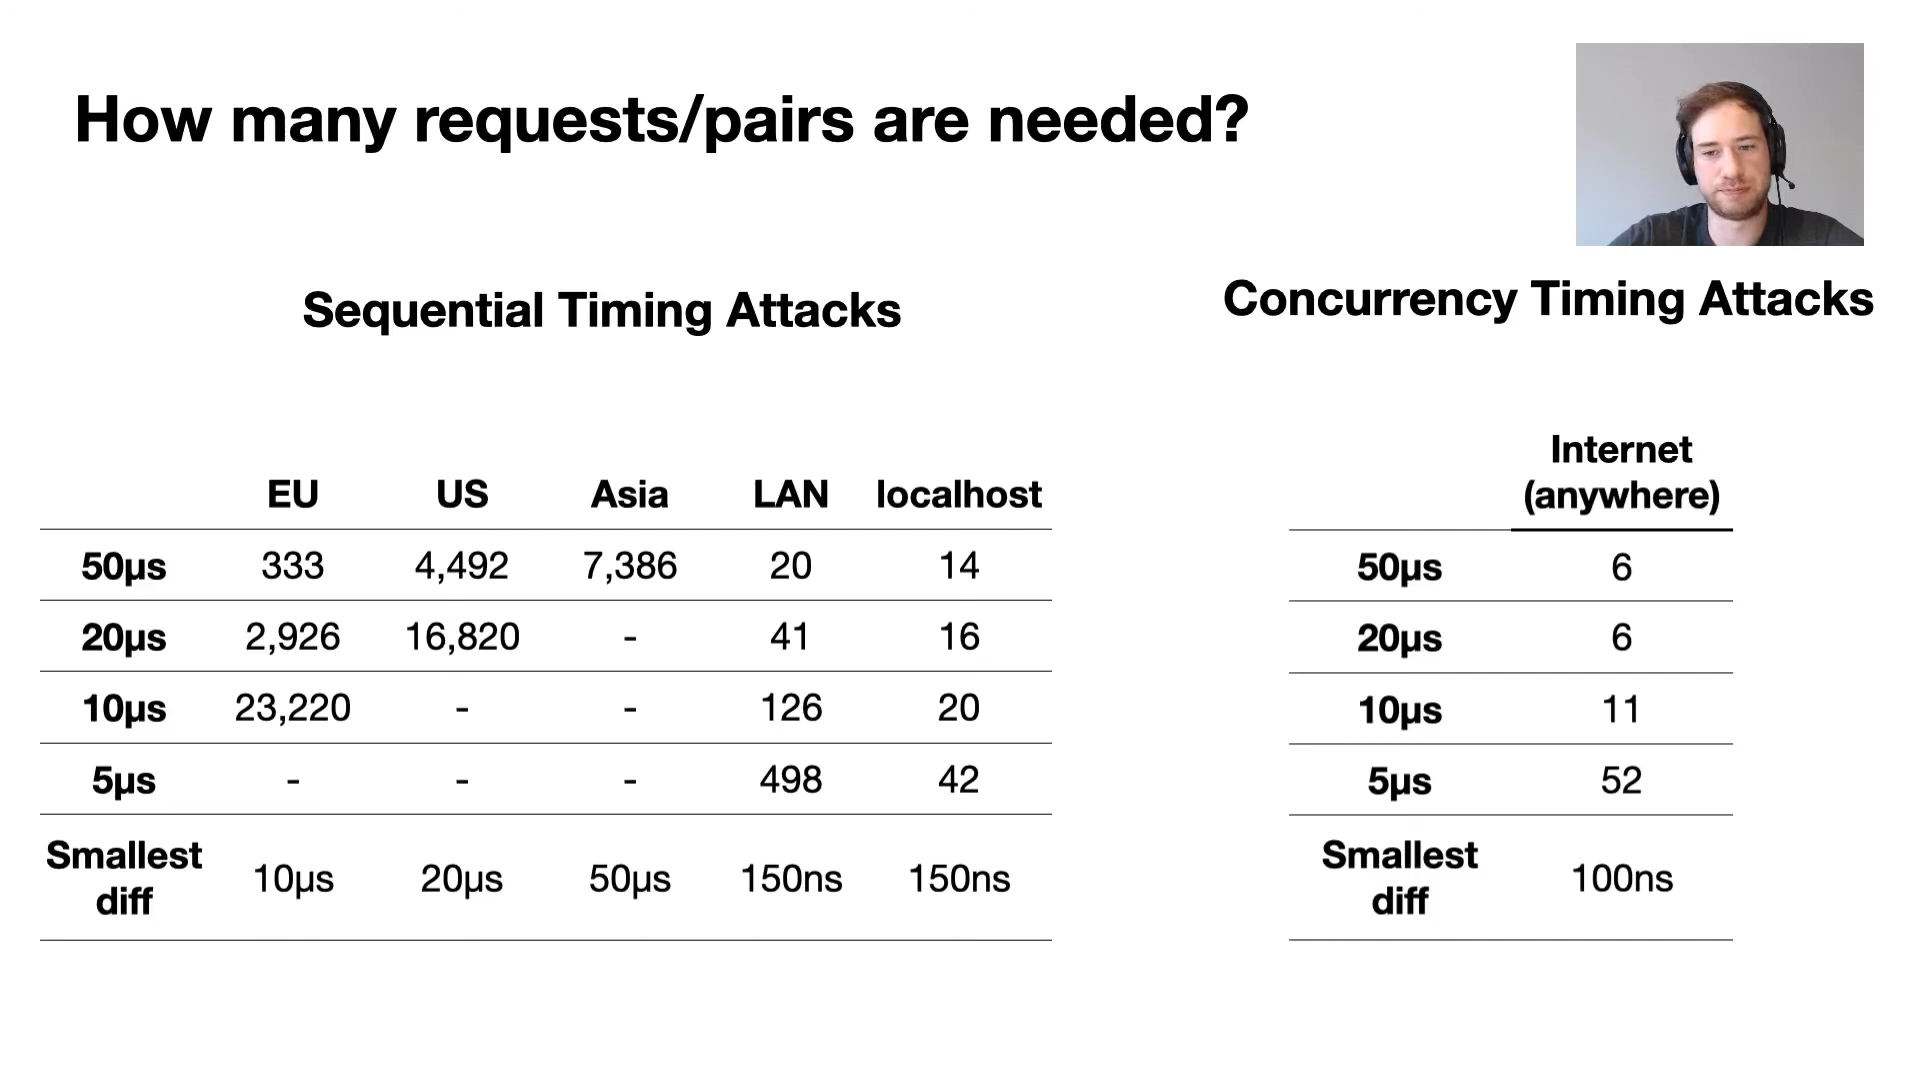 How many requests/pairs are needed?
Sequential Timing Attacks
EU US Asia LAN localhost
50µs 333 4,492 7,386 20 14
20µs 2,926 16,820 - 41 16
10µs 23,220 - - 126 20
5µs - - - 498 42
Smallest
diff 10µs 20µs 50µs 150ns 150ns
Concurrency Timing Attacks
Internet
(anywhere)
50µs 6
20µs 6
10µs 11
5µs 52
Smallest
diff 100ns